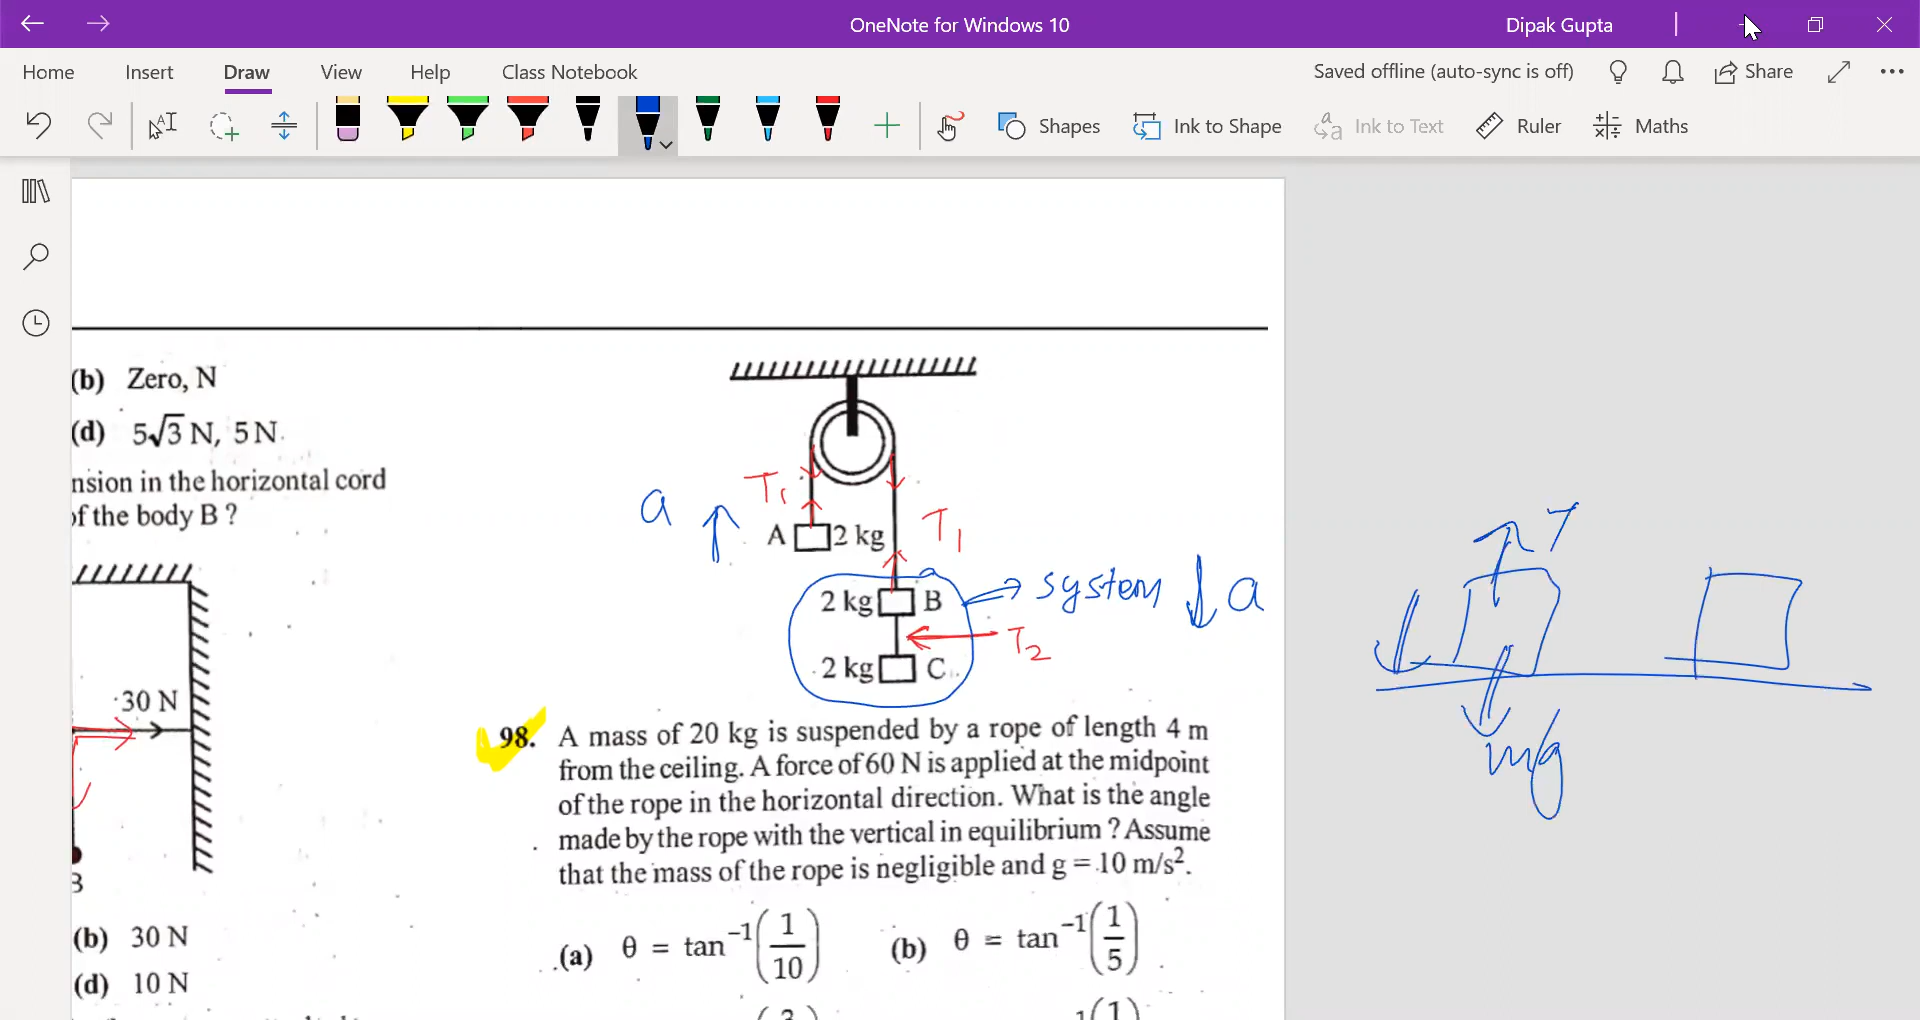 OneNote for Windows 10
Dipak Gupta
Home Insert Draw View Help Class Notebook
Saved offline (auto-sync is off) Share
Shapes Ink to Shape Ink to Text Ruler Maths
(b) Zero, N
(d) 5√3 N, 5 N
nsion in the horizontal cord
of the body B ?
30 N
B
(b) 30 N
(d) 10 N
a
T1
A 2 kg
T1
2 kg B
system a
T2
2 kg C
98. A mass of 20 kg is suspended by a rope of length 4 m
from the ceiling. A force of 60 N is applied at the midpoint
of the rope in the horizontal direction. What is the angle
made by the rope with the vertical in equilibrium ? Assume
that the mass of the rope is negligible and g = 10 m/s².
(a) θ = tan⁻¹(1/10) (b) θ = tan⁻¹(1/5)
T
mg